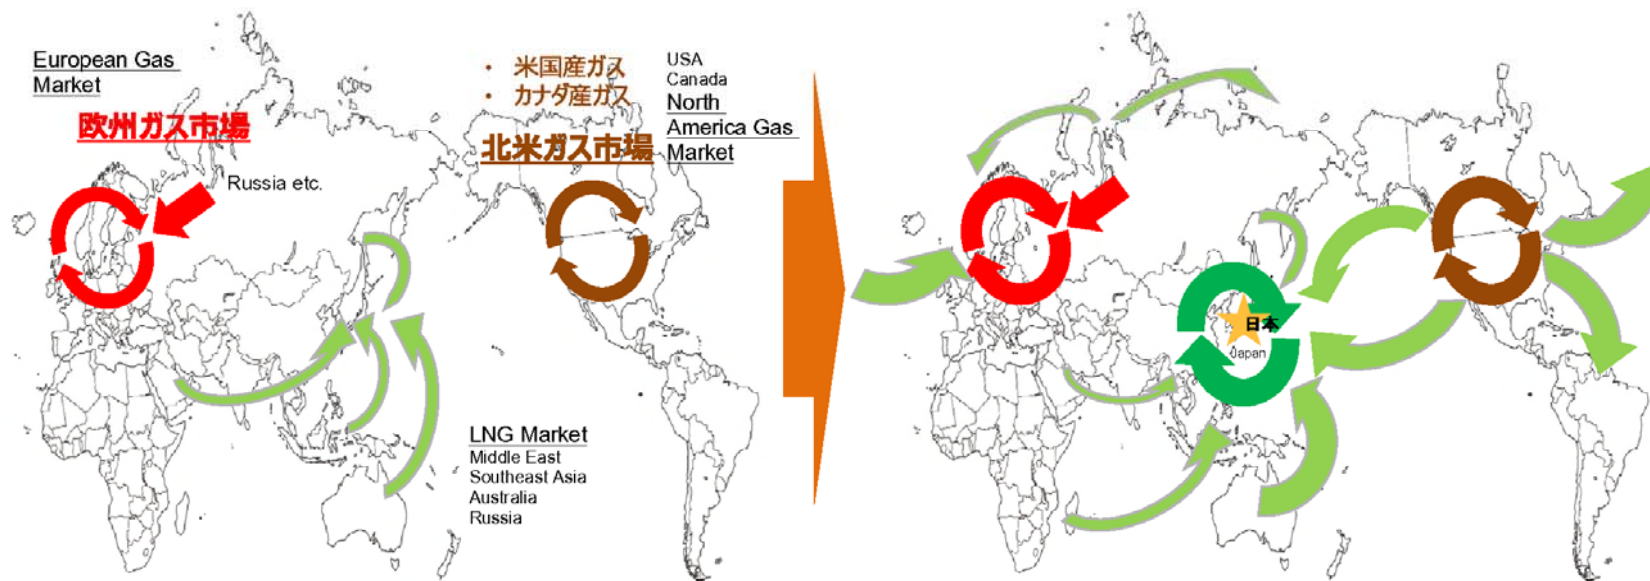 European Gas
Market
欧州ガス市場
Russia etc.
• 米国産ガス
• カナダ産ガス
北米ガス市場
USA
Canada
North
America Gas
Market
LNG Market
Middle East
Southeast Asia
Australia
Russia
日本
Japan